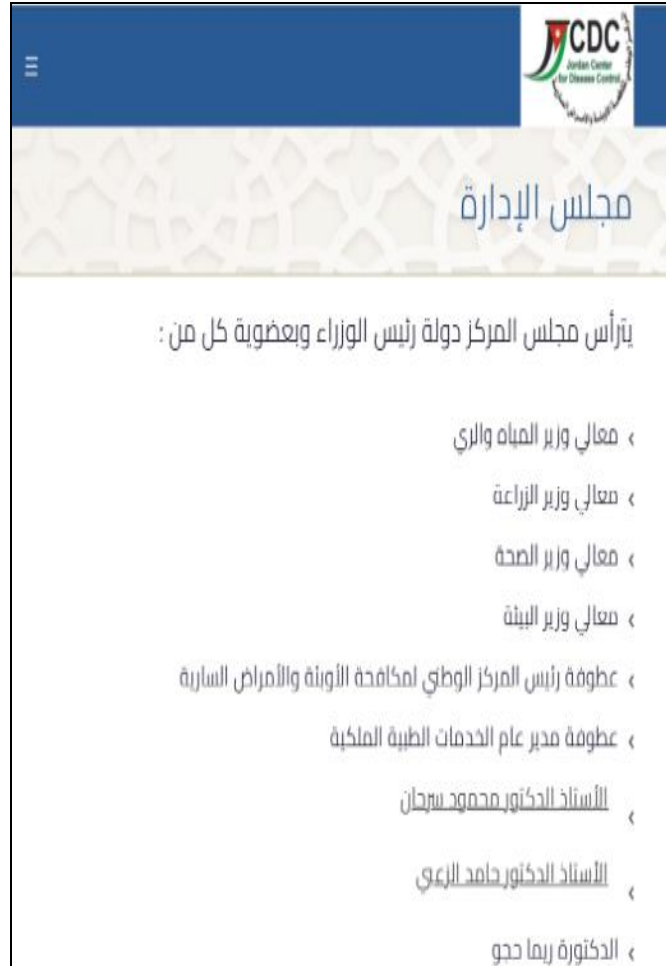 JCDC
Jordan Center
for Disease Control
مجلس الإدارة
يترأس مجلس المركز دولة رئيس الوزراء وبعضوية كل من :
معالي وزير المياه والري
معالي وزير الزراعة
معالي وزير الصحة
معالي وزير البيئة
عطوفة رئيس المركز الوطني لمكافحة الأوبئة والأمراض السارية
عطوفة مدير عام الخدمات الطبية الملكية
الأستاذ الدكتور محمود سرحان
الأستاذ الدكتور حامد الزعبي
الدكتورة ريما حجو